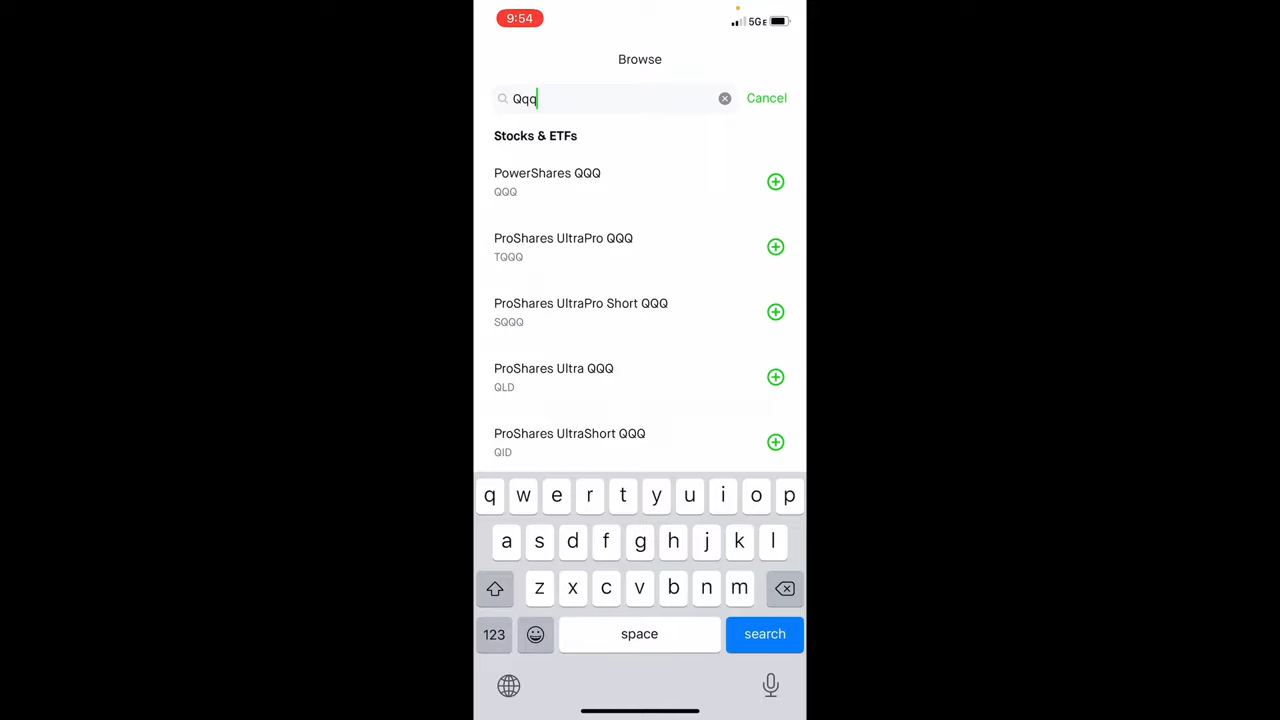 9:54
5GE
Browse
Qqq
Cancel
Stocks & ETFs
PowerShares QQQ
QQQ
ProShares UltraPro QQQ
TQQQ
ProShares UltraPro Short QQQ
SQQQ
ProShares Ultra QQQ
QLD
ProShares UltraShort QQQ
QID
q w e r t y u i o p
a s d f g h j k l
z x c v b n m
123 space search